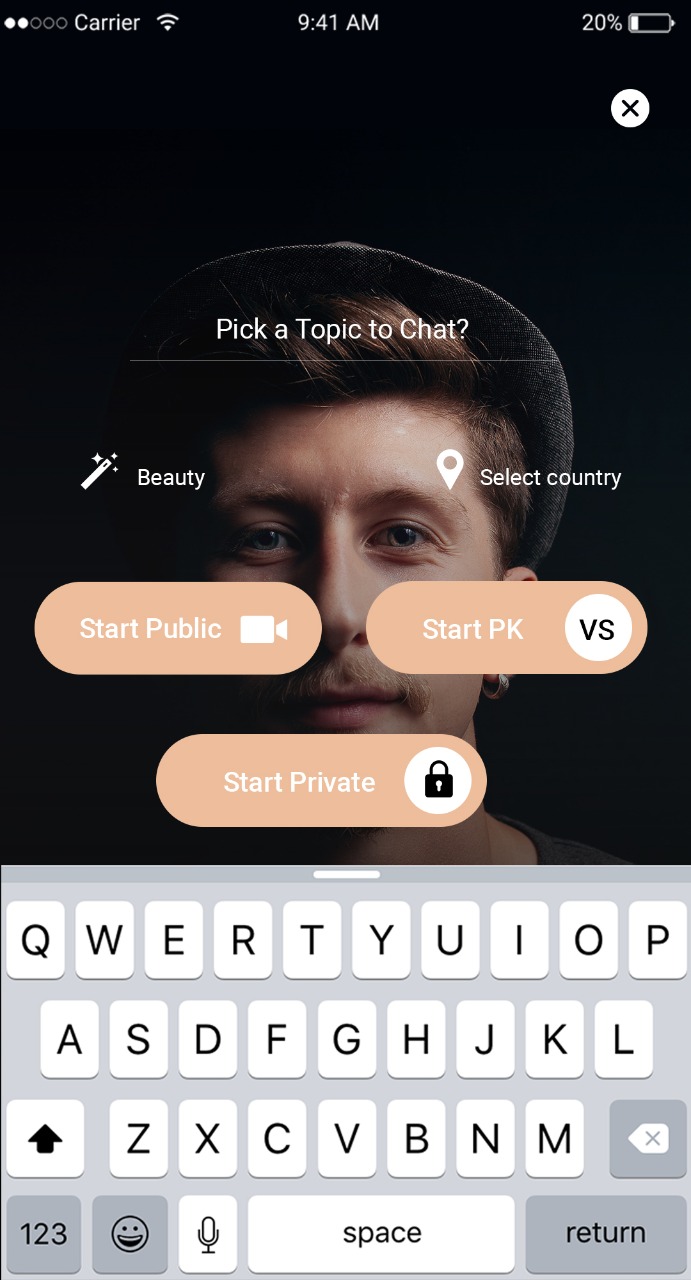 Carrier 9:41 AM 20%
Pick a Topic to Chat?
Beauty Select country
Start Public Start PK VS
Start Private
Q W E R T Y U I O P
A S D F G H J K L
Z X C V B N M
123 space return